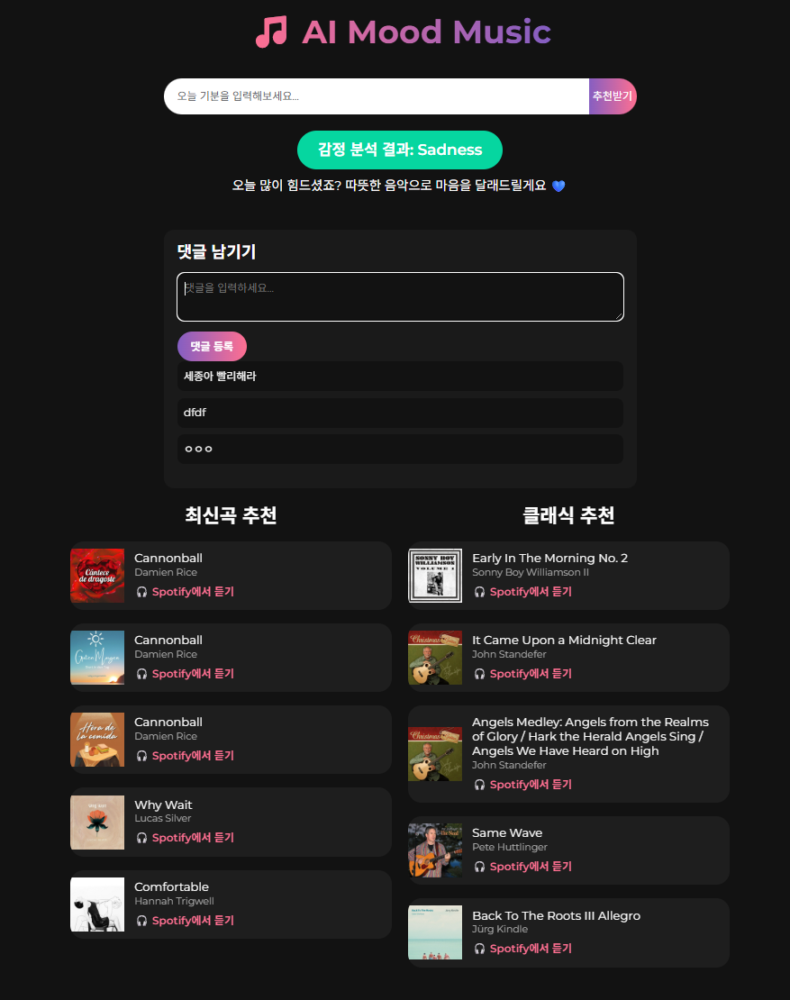 AI Mood Music
오늘 기분을 입력해보세요...
추천받기
감정 분석 결과: Sadness
오늘 많이 힘드셨죠? 따뜻한 음악으로 마음을 달래드릴게요 💙
댓글 남기기
댓글을 입력하세요...
댓글 등록
세종아 빨리해라
dfdf
ㅇㅇㅇ
최신곡 추천
Cântece
de dragoste
Cannonball
Damien Rice
Spotify에서 듣기
Cannonball
Damien Rice
Spotify에서 듣기
Hora de
la comida
Cannonball
Damien Rice
Spotify에서 듣기
WHY WAIT
Why Wait
Lucas Silver
Spotify에서 듣기
Comfortable
Hannah Trigwell
Spotify에서 듣기
클래식 추천
SONNY BOY
WILLIAMSON
VOLUME 1
Early In The Morning No. 2
Sonny Boy Williamson II
Spotify에서 듣기
Christmas
It Came Upon a Midnight Clear
John Standefer
Spotify에서 듣기
Christmas
Angels Medley: Angels from the Realms
of Glory / Hark the Herald Angels Sing /
Angels We Have Heard on High
John Standefer
Spotify에서 듣기
Same Wave
Pete Huttlinger
Spotify에서 듣기
Back To The Roots III Allegro
Jürg Kindle
Spotify에서 듣기